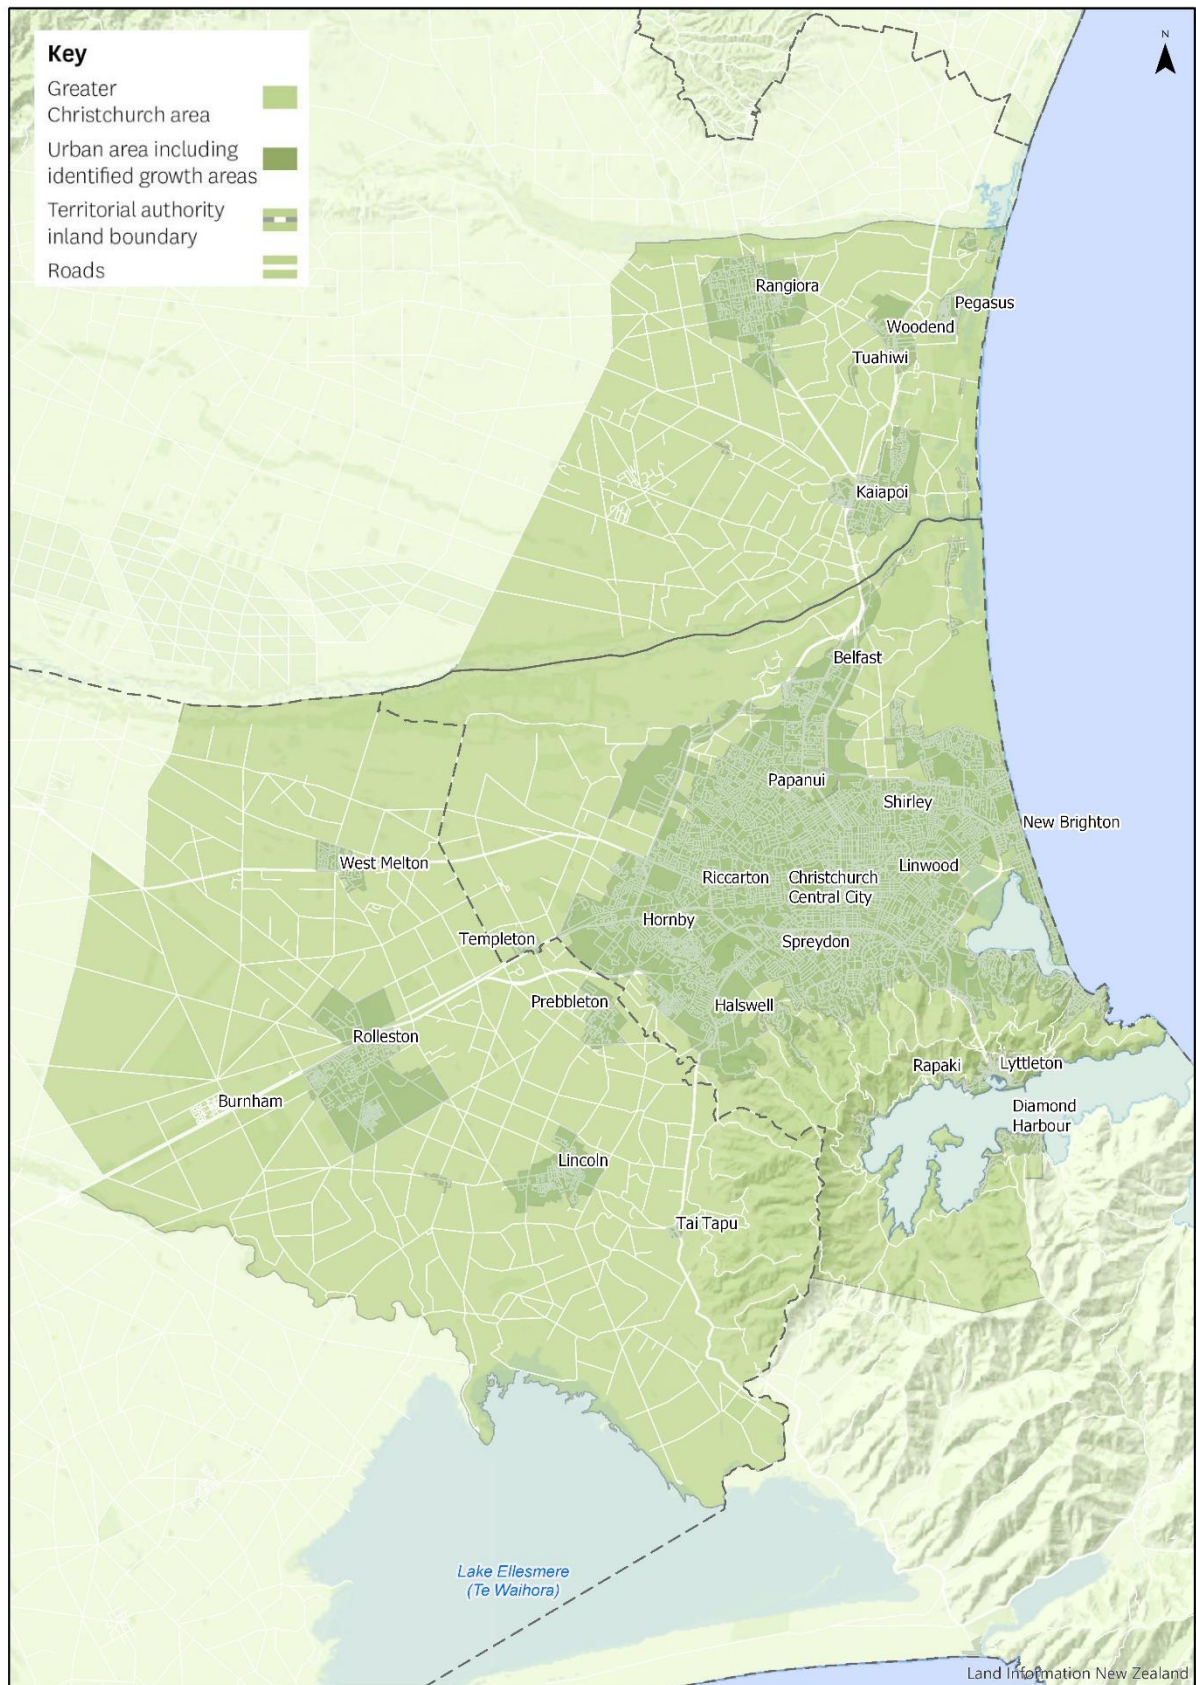 Key
Greater
Christchurch area
Urban area including
identified growth areas
Territorial authority
inland boundary
Roads
N
Rangiora
Pegasus
Woodend
Tuahiwi
Kaiapoi
Belfast
Papanui
Shirley
New Brighton
West Melton
Linwood
Riccarton
Christchurch
Central City
Hornby
Templeton
Spreydon
Prebbleton
Halswell
Rolleston
Rapaki
Lyttleton
Burnham
Diamond
Harbour
Lincoln
Tai Tapu
Lake Ellesmere
(Te Waihora)
Land Information New Zealand